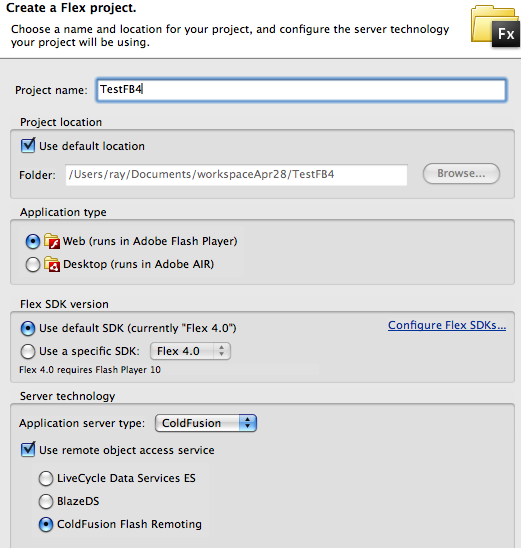 Create a Flex project.
Choose a name and location for your project, and configure the server technology
your project will be using.
Fx
Project name: TestFB4
Project location
Use default location
Folder: /Users/ray/Documents/workspaceApr28/TestFB4 Browse...
Application type
Web (runs in Adobe Flash Player)
Desktop (runs in Adobe AIR)
Flex SDK version
Use default SDK (currently "Flex 4.0") Configure Flex SDKs...
Use a specific SDK: Flex 4.0
Flex 4.0 requires Flash Player 10
Server technology
Application server type: ColdFusion
Use remote object access service
LiveCycle Data Services ES
BlazeDS
ColdFusion Flash Remoting